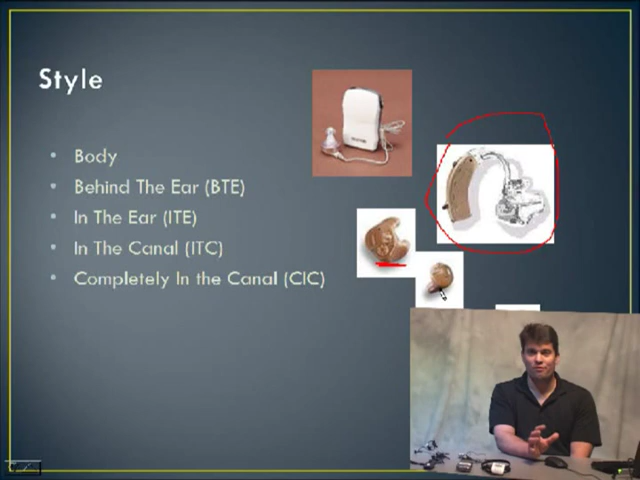 Style
• Body
• Behind The Ear (BTE)
• In The Ear (ITE)
• In The Canal (ITC)
• Completely In the Canal (CIC)